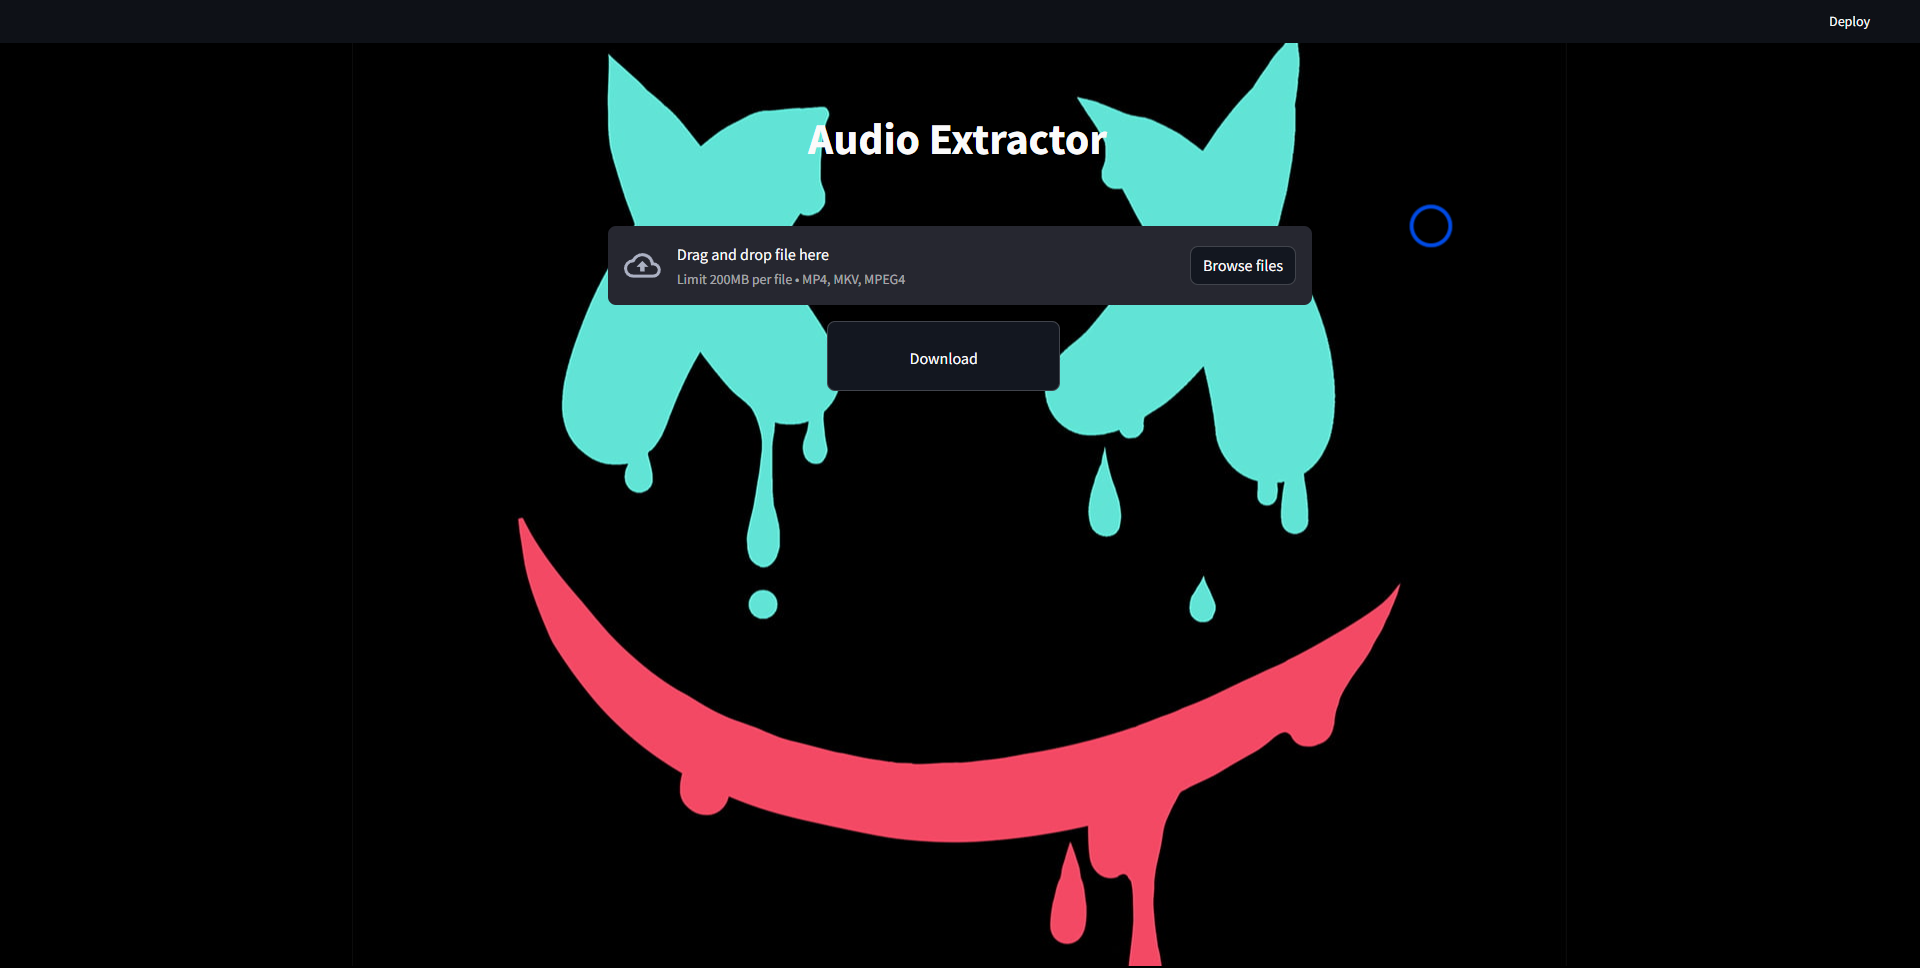 Deploy
Audio Extractor
Drag and drop file here
Limit 200MB per file • MP4, MKV, MPEG4
Browse files
Download